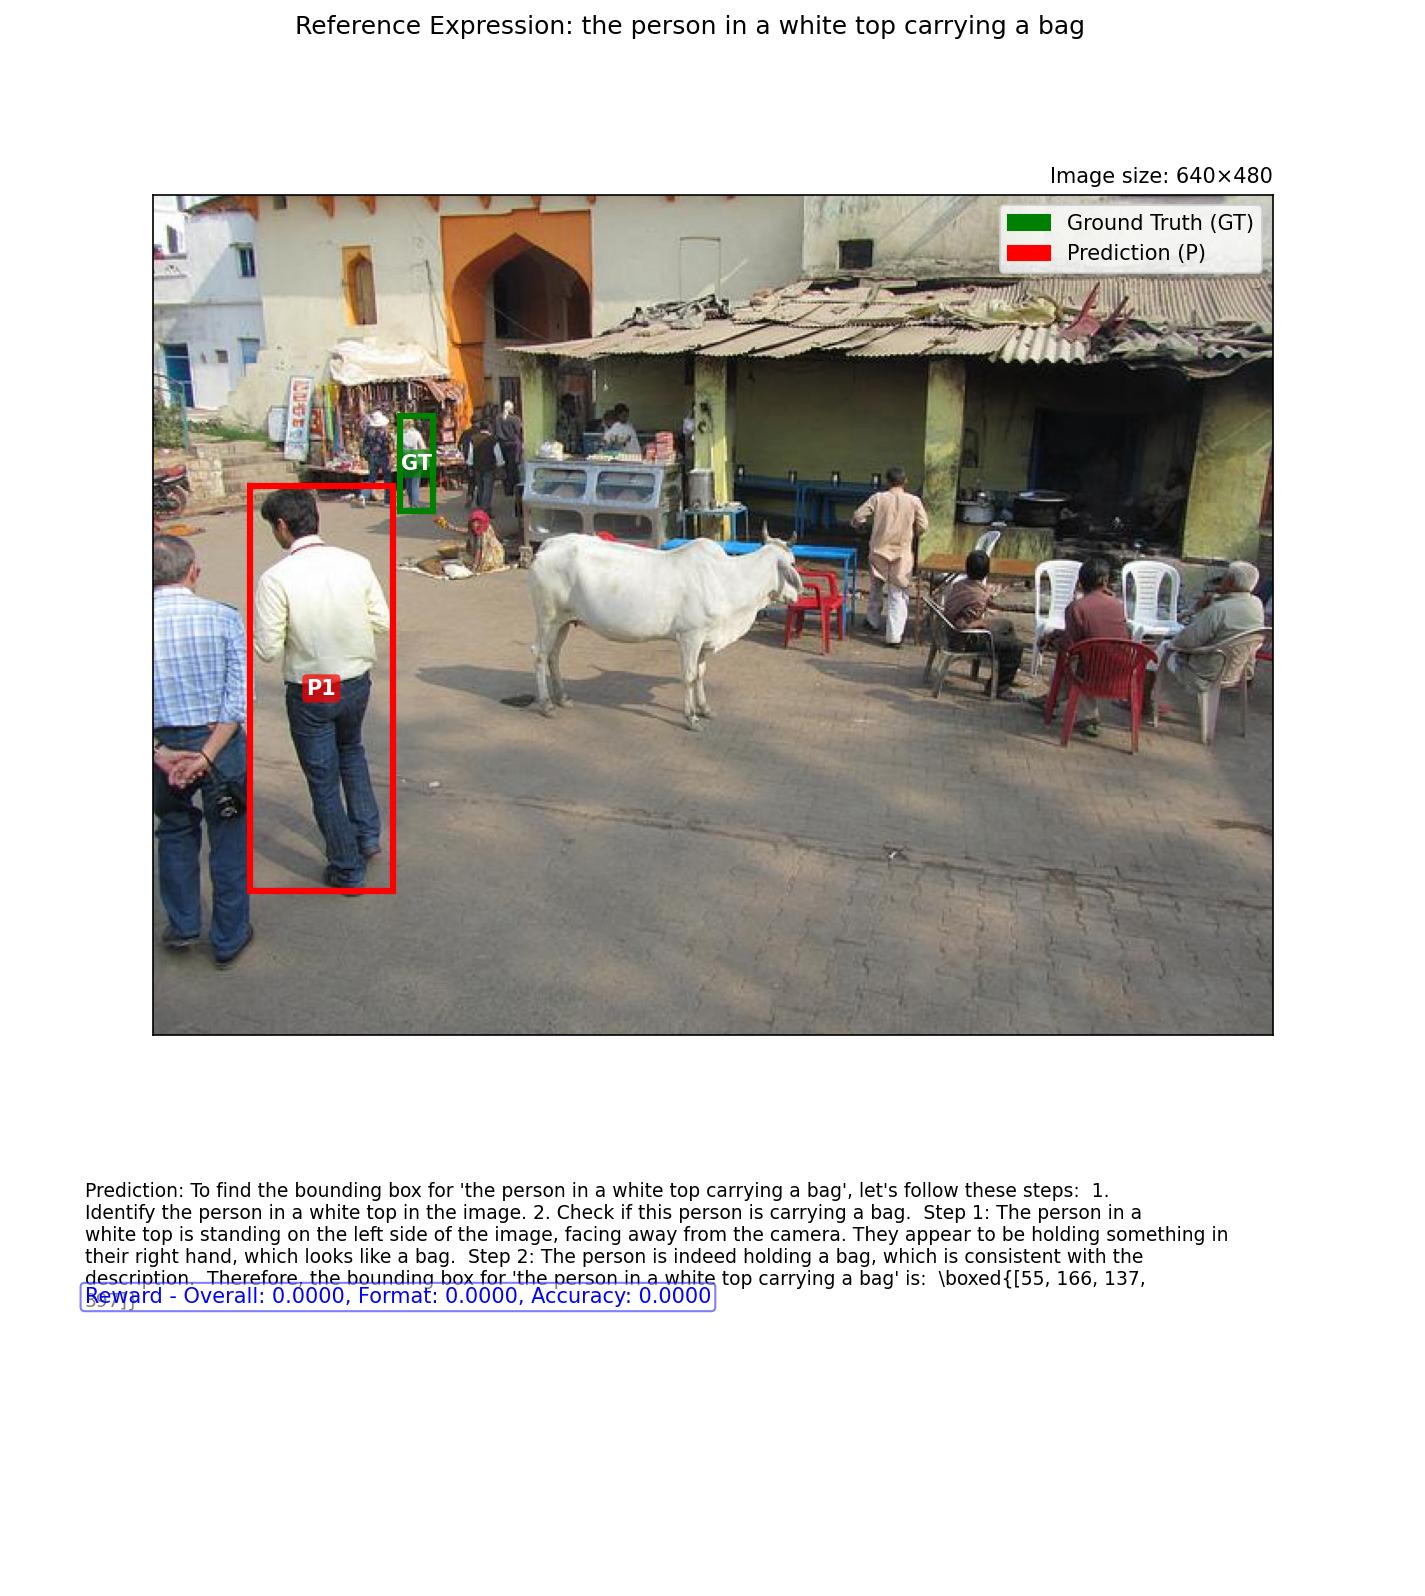 Reference Expression: the person in a white top carrying a bag
Image size: 640×480
Ground Truth (GT)
Prediction (P)
GT
P1
Prediction: To find the bounding box for 'the person in a white top carrying a bag', let's follow these steps:  1.
Identify the person in a white top in the image. 2. Check if this person is carrying a bag.  Step 1: The person in a
white top is standing on the left side of the image, facing away from the camera. They appear to be holding something in
their right hand, which looks like a bag.  Step 2: The person is indeed holding a bag, which is consistent with the
description.  Therefore, the bounding box for 'the person in a white top carrying a bag' is:  \boxed{[55, 166, 137,
Reward - Overall: 0.0000, Format: 0.0000, Accuracy: 0.0000